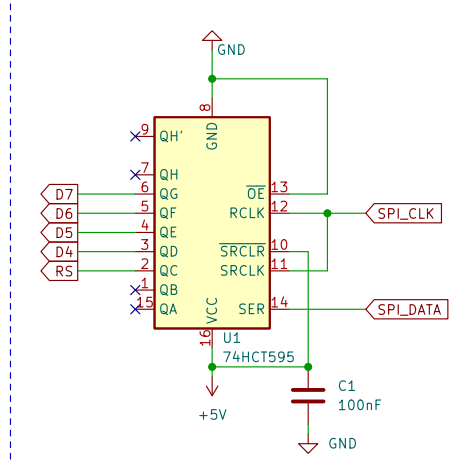 GND
8
GND
9 QH'
7 QH
D7 6 QG OE 13
D6 5 QF RCLK 12 SPI_CLK
D5 4 QE
D4 3 QD SRCLR 10
RS 2 QC SRCLK 11
1 QB
15 QA VCC SER 14 SPI_DATA
16 U1
74HCT595
C1
100nF
+5V
GND